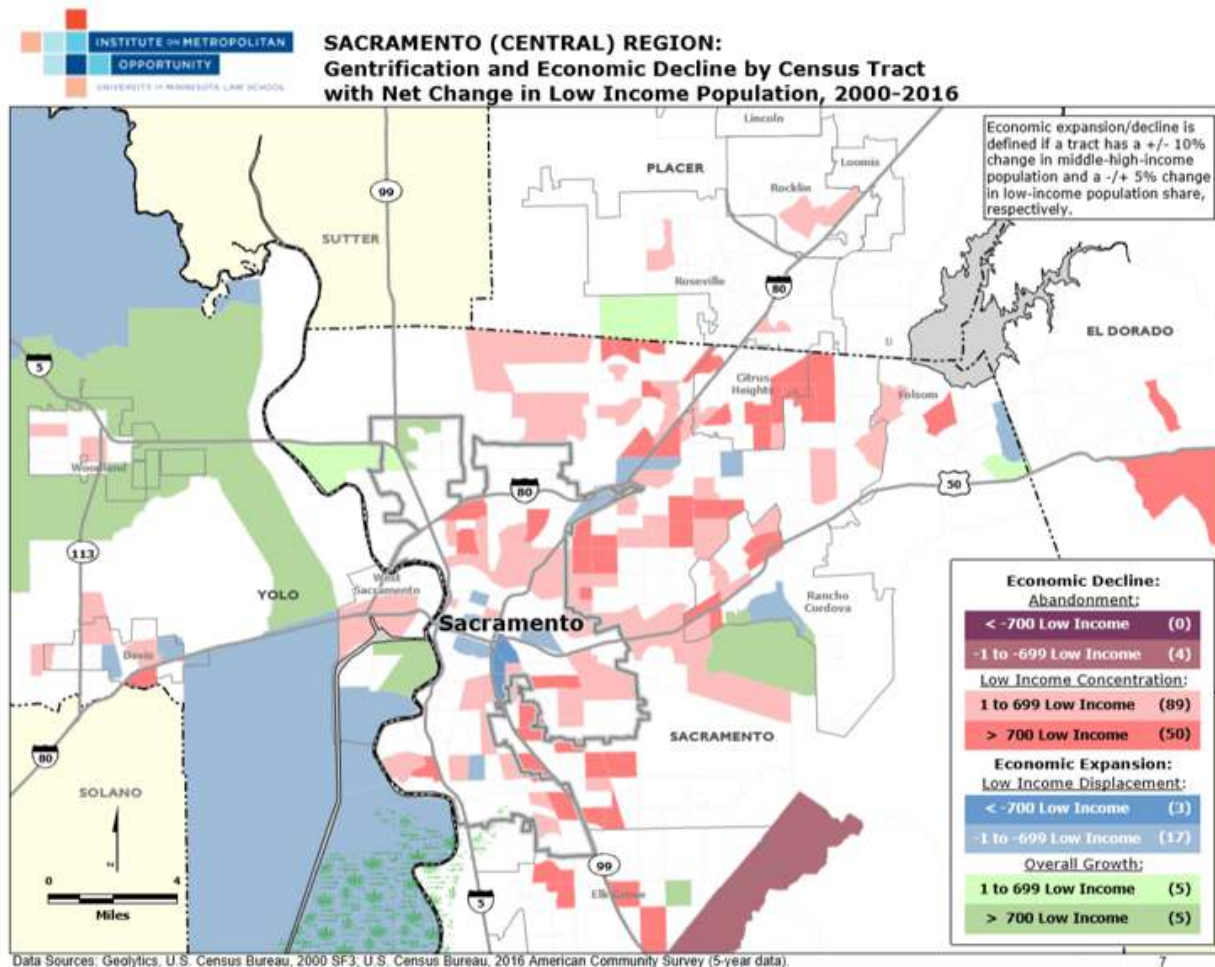 INSTITUTE ON METROPOLITAN
OPPORTUNITY
UNIVERSITY OF MINNESOTA LAW SCHOOL
SACRAMENTO (CENTRAL) REGION:
Gentrification and Economic Decline by Census Tract
with Net Change in Low Income Population, 2000-2016
Economic expansion/decline is
defined if a tract has a +/- 10%
change in middle-high-income
population and a -/+ 5% change
in low-income population share,
respectively.
Lincoln
Loomis
PLACER
Rocklin
99
SUTTER
Roseville
80
EL DORADO
5
Citrus
Heights
Folsom
Woodland
80
50
113
West
Sacramento
YOLO
Rancho
Cordova
Sacramento
Davis
SACRAMENTO
80
SOLANO
N
0 4
Miles
99
Elk Grove
5
Economic Decline:
Abandonment:
< -700 Low Income (0)
-1 to -699 Low Income (4)
Low Income Concentration:
1 to 699 Low Income (89)
> 700 Low Income (50)
Economic Expansion:
Low Income Displacement:
< -700 Low Income (3)
-1 to -699 Low Income (17)
Overall Growth:
1 to 699 Low Income (5)
> 700 Low Income (5)
Data Sources: Geolytics, U.S. Census Bureau, 2000 SF3; U.S. Census Bureau, 2016 American Community Survey (5-year data).
7